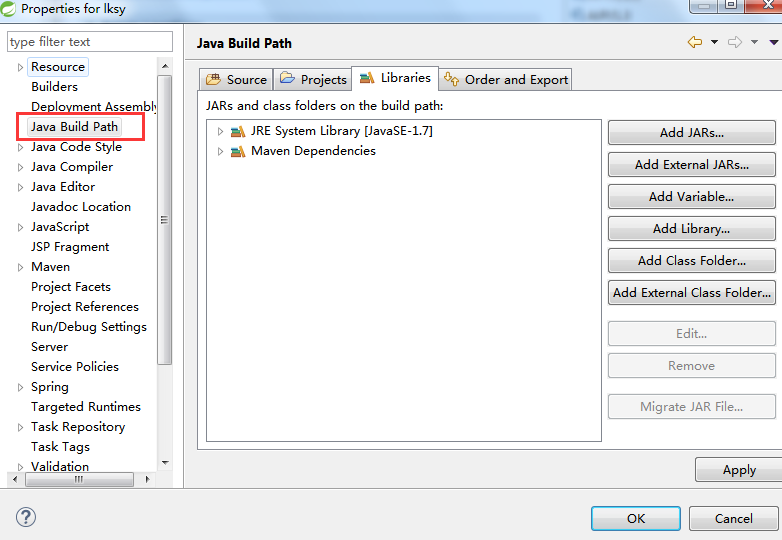 Properties for lksy
type filter text
Resource
Builders
Deployment Assembly
Java Build Path
Java Code Style
Java Compiler
Java Editor
Javadoc Location
JavaScript
JSP Fragment
Maven
Project Facets
Project References
Run/Debug Settings
Server
Service Policies
Spring
Targeted Runtimes
Task Repository
Task Tags
Validation
Java Build Path
Source Projects Libraries Order and Export
JARs and class folders on the build path:
JRE System Library [JavaSE-1.7]
Maven Dependencies
Add JARs...
Add External JARs...
Add Variable...
Add Library...
Add Class Folder...
Add External Class Folder...
Edit...
Remove
Migrate JAR File...
Apply
OK Cancel